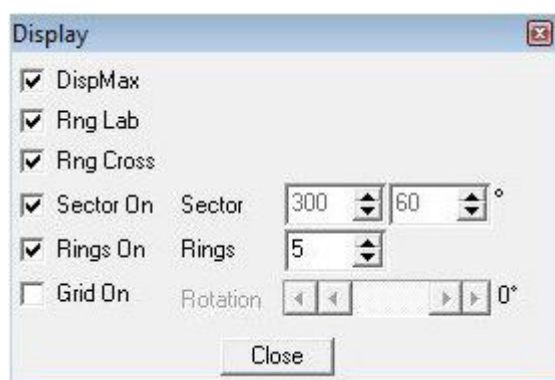 Display
DispMax
Rng Lab
Rng Cross
Sector On Sector 300 60 °
Rings On Rings 5
Grid On Rotation 0°
Close